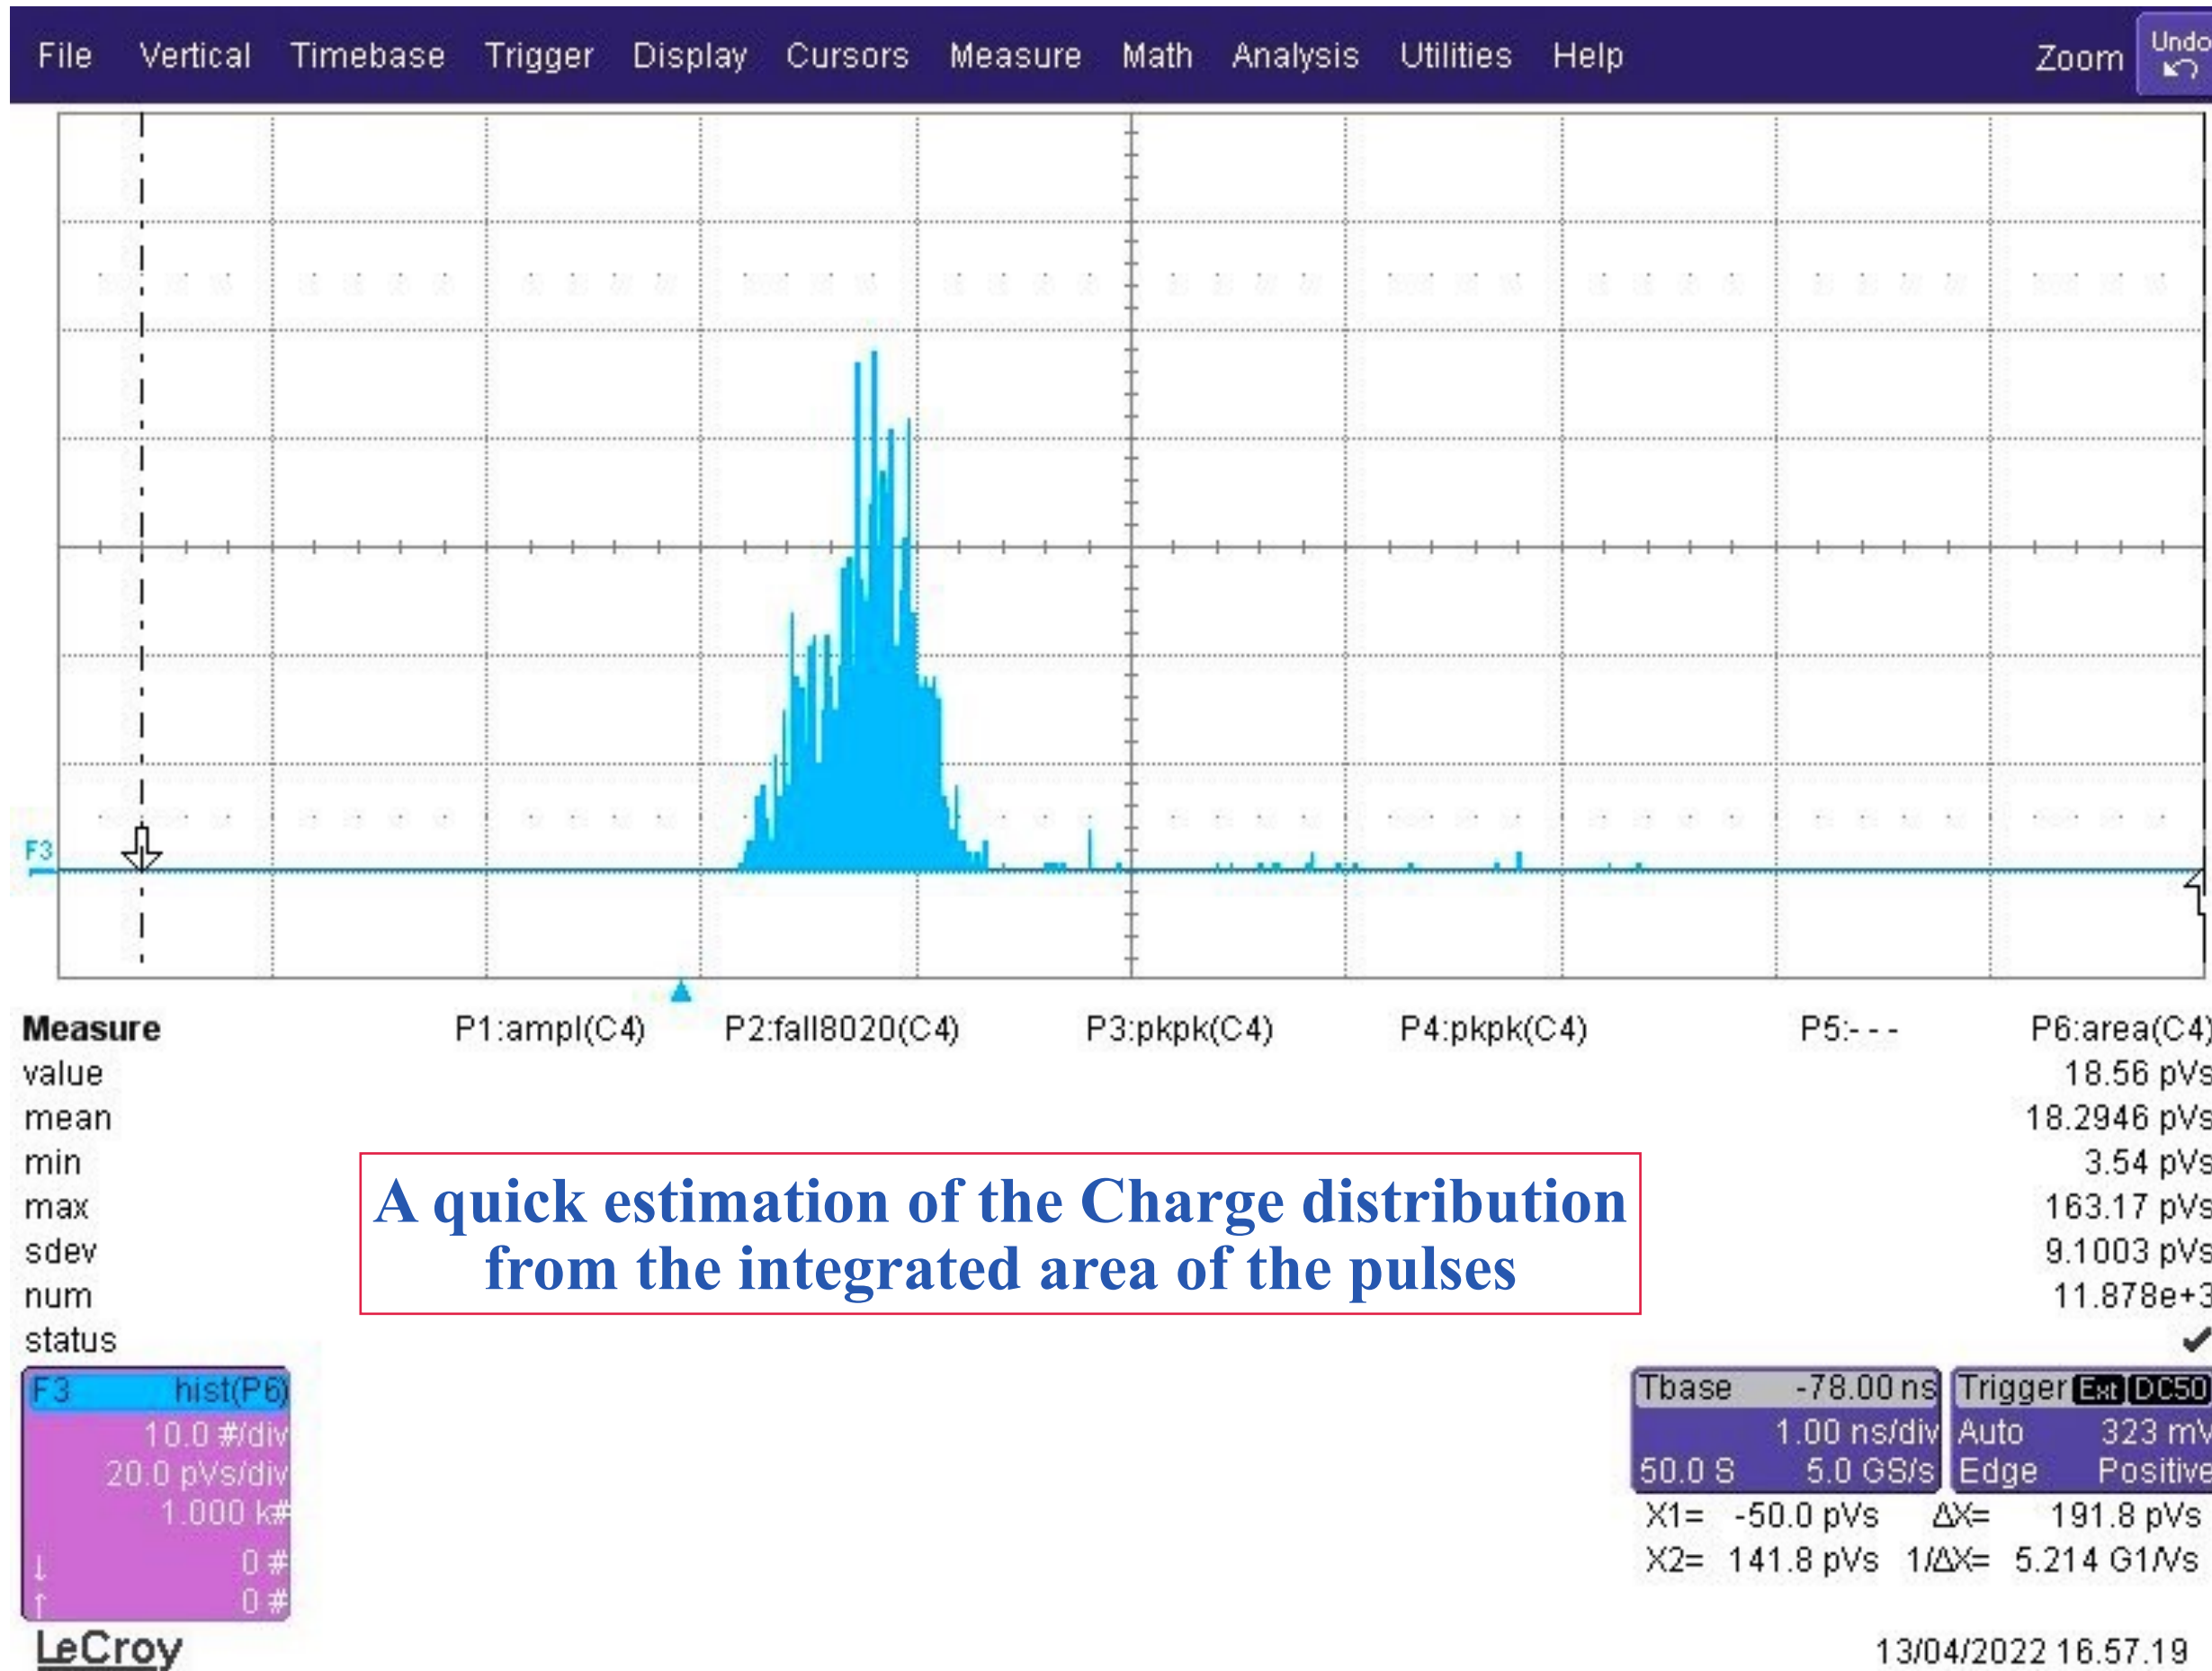 File Vertical Timebase Trigger Display Cursors Measure Math Analysis Utilities Help Zoom Undo
F3
Measure P1:ampl(C4) P2:fall8020(C4) P3:pkpk(C4) P4:pkpk(C4) P5:- - - P6:area(C4)
value 18.56 pVs
mean 18.2946 pVs
min 3.54 pVs
max 163.17 pVs
sdev 9.1003 pVs
num 11.878e+3
status ✔
A quick estimation of the Charge distribution
from the integrated area of the pulses
F3 hist(P6)
10.0 #/div
20.0 pVs/div
1.000 k#
↓ 0 #
↑ 0 #
Tbase -78.00 ns
1.00 ns/div
50.0 S 5.0 GS/s
Trigger Ext DC50
Auto 323 mV
Edge Positive
X1= -50.0 pVs ΔX= 191.8 pVs
X2= 141.8 pVs 1/ΔX= 5.214 G1/Vs
LeCroy
13/04/2022 16.57.19